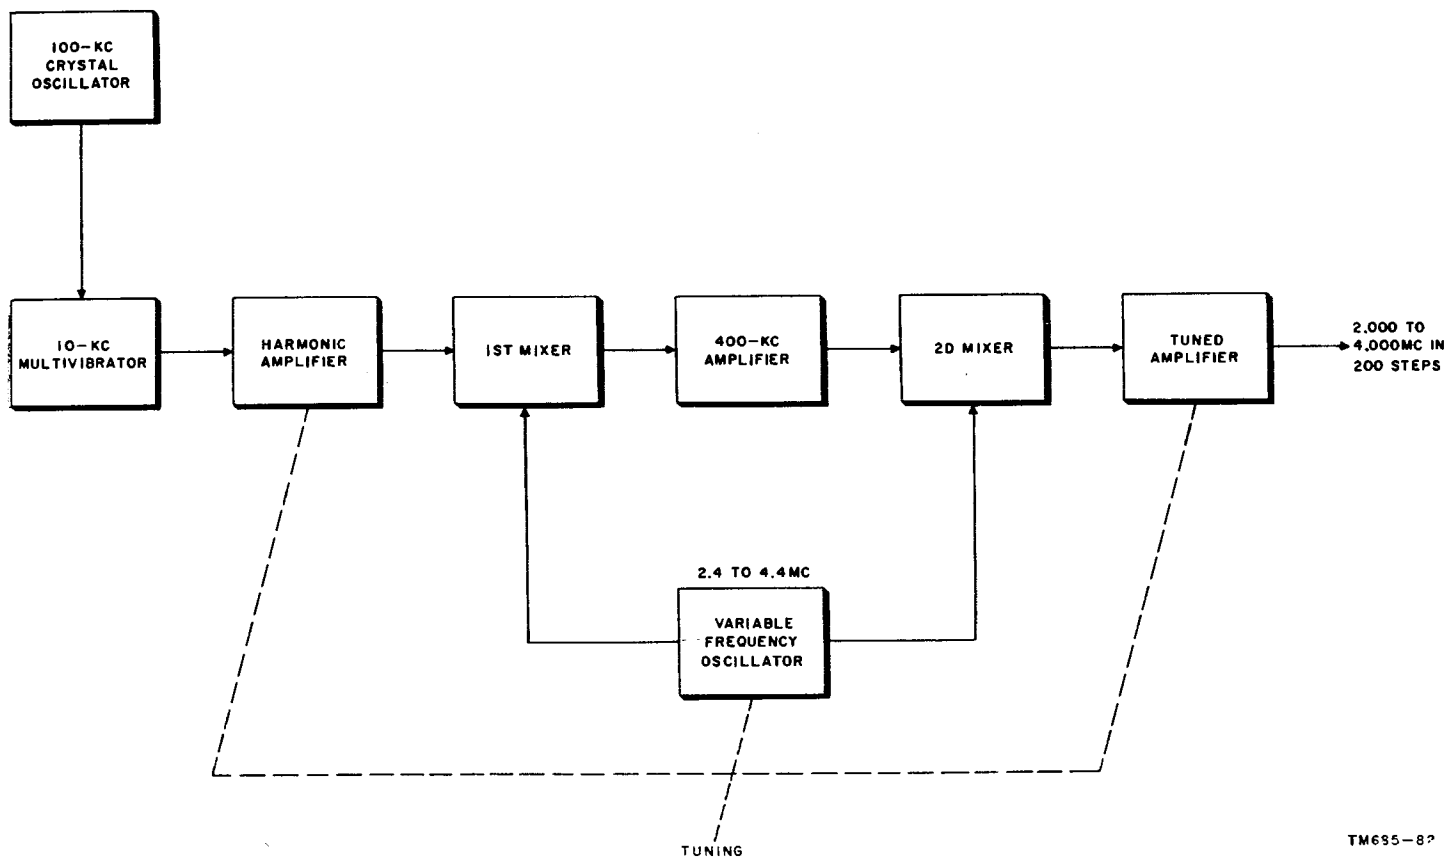 100-KC
CRYSTAL
OSCILLATOR
10-KC
MULTIVIBRATOR
HARMONIC
AMPLIFIER
1ST MIXER
400-KC
AMPLIFIER
2D MIXER
TUNED
AMPLIFIER
2.000 TO
4.000MC IN
200 STEPS
2.4 TO 4.4MC
VARIABLE
FREQUENCY
OSCILLATOR
TUNING